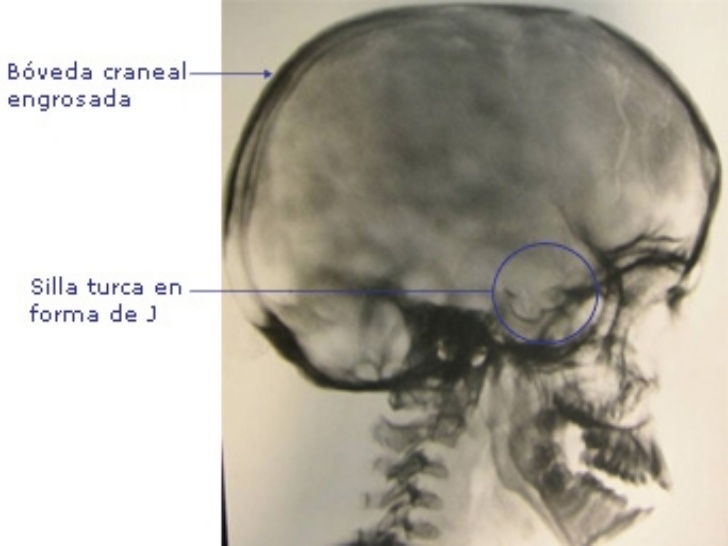 Bóveda craneal
engrosada
Silla turca en
forma de J